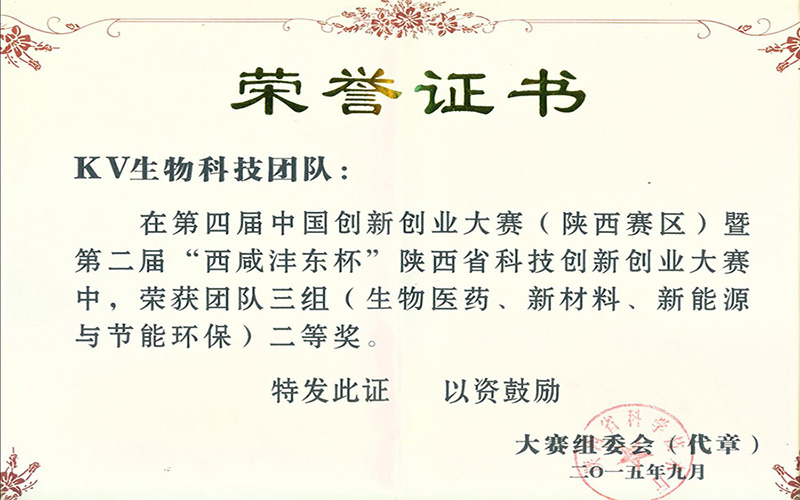 荣誉证书
KV生物科技团队：
在第四届中国创新创业大赛（陕西赛区）暨
第二届“西咸沣东杯”陕西省科技创新创业大赛
中，荣获团队三组（生物医药、新材料、新能源
与节能环保）二等奖。
特发此证 以资鼓励
大赛组委会（代章）
二〇一五年九月